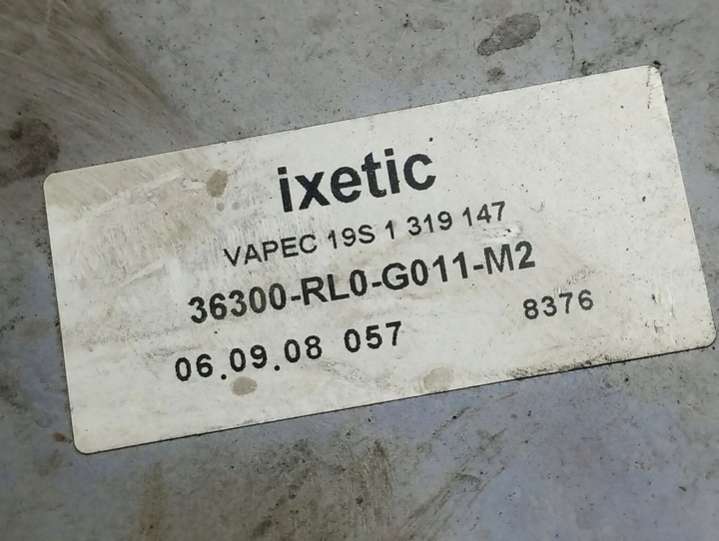 ixetic
VAPEC 19S 1 319 147
36300-RL0-G011-M2
06.09.08 057 8376